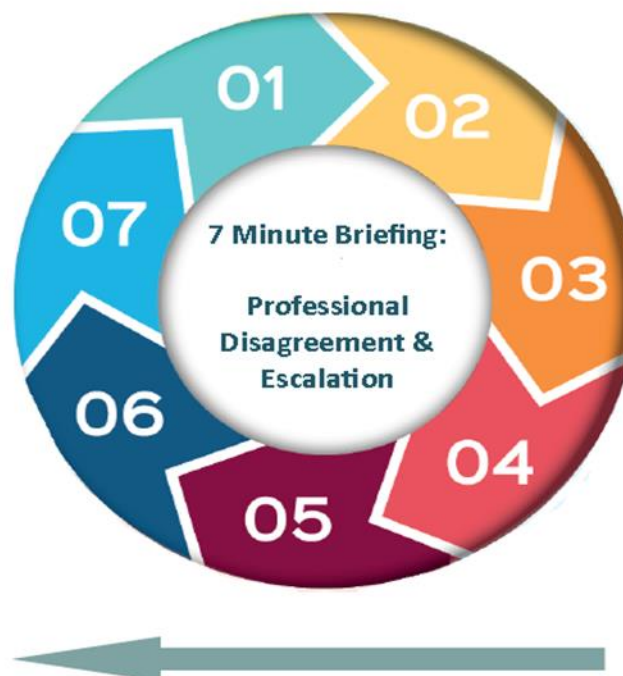 01
02
03
04
05
06
07
7 Minute Briefing:
Professional
Disagreement &
Escalation